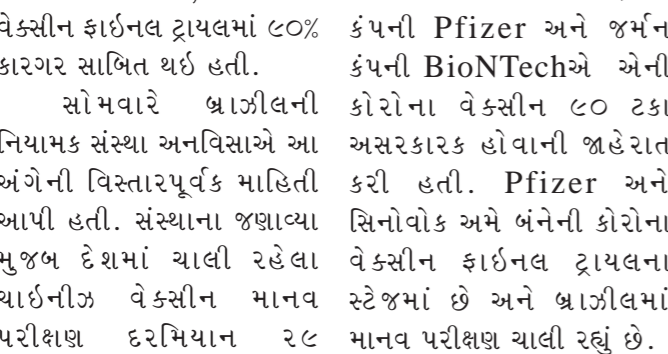 વેક્સીન ફાઇનલ ટ્રાયલમાં ૯૦%
કારગર સાબિત થઇ હતી.
સોમવારે બ્રાઝીલની
નિયામક સંસ્થા અનવિસાએ આ
અંગેની વિસ્તારપૂર્વક માહિતી
આપી હતી. સંસ્થાના જણાવ્યા
મુજબ દેશમાં ચાલી રહેલા
ચાઇનીઝ વેક્સીન માનવ
પરીક્ષણ દરમિયાન ૨૯
કંપની Pfizer અને જર્મન
કંપની BioNTechએ એની
કોરોના વેક્સીન ૯૦ ટકા
અસરકારક હોવાની જાહેરાત
કરી હતી. Pfizer અને
સિનોવોક અમે બંનેની કોરોના
વેક્સીન ફાઇનલ ટ્રાયલના
સ્ટેજમાં છે અને બ્રાઝીલમાં
માનવ પરીક્ષણ ચાલી રહ્યું છે.